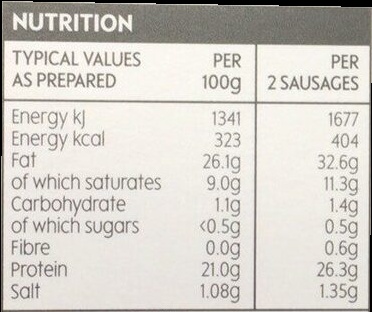 NUTRITION
TYPICAL VALUES PER PER
AS PREPARED 100g 2 SAUSAGES
Energy kJ 1341 1677
Energy kcal 323 404
Fat 26.1g 32.6g
of which saturates 9.0g 11.3g
Carbohydrate 1.1g 1.4g
of which sugars <0.5g 0.5g
Fibre 0.0g 0.6g
Protein 21.0g 26.3g
Salt 1.08g 1.35g